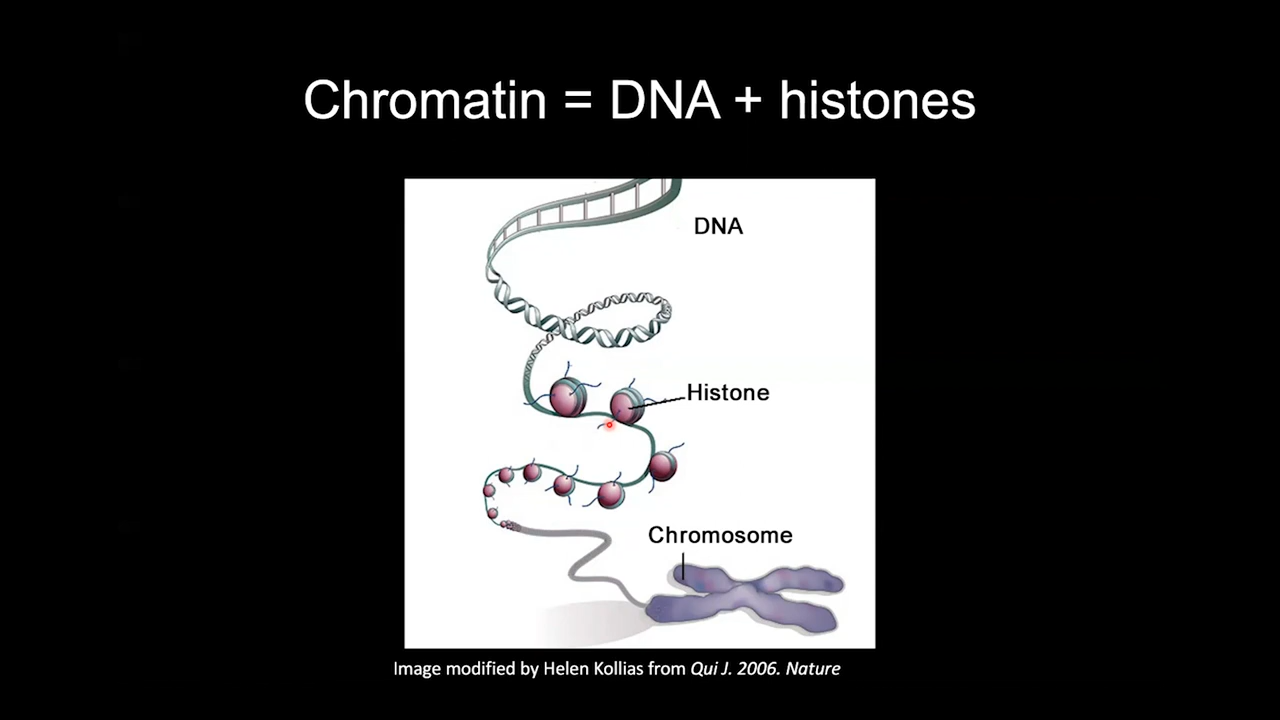 Chromatin = DNA + histones
DNA
Histone
Chromosome
Image modified by Helen Kollias from Qui J. 2006. Nature